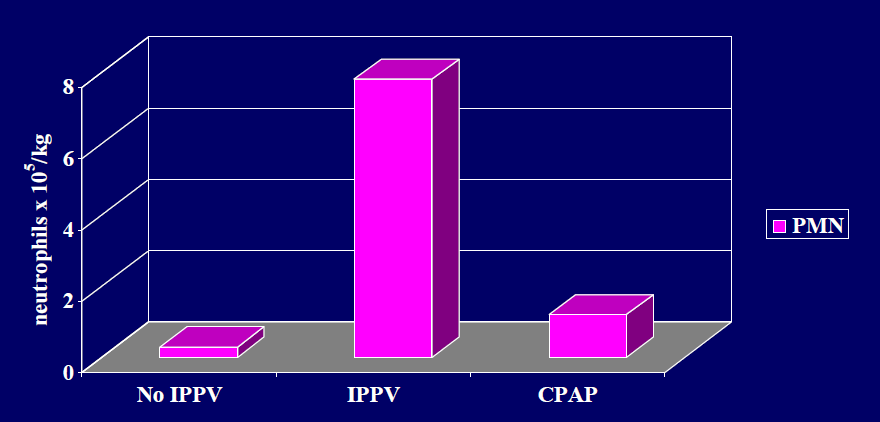 neutrophils x 10⁵/kg
8
6
4
2
0
No IPPV
IPPV
CPAP
PMN